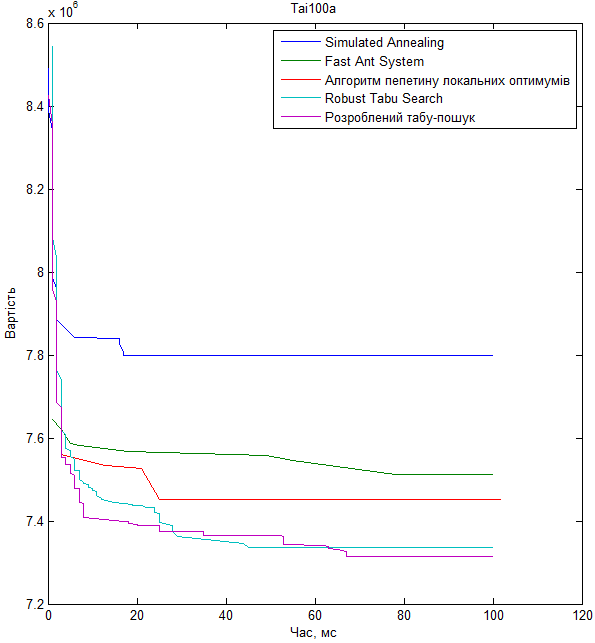 Tai100a
x 10^6
Simulated Annealing
Fast Ant System
Алгоритм пепетину локальних оптимумів
Robust Tabu Search
Розроблений табу-пошук
8.6
8.4
8.2
8
7.8
7.6
7.4
7.2
Вартість
0 20 40 60 80 100 120
Час, мс